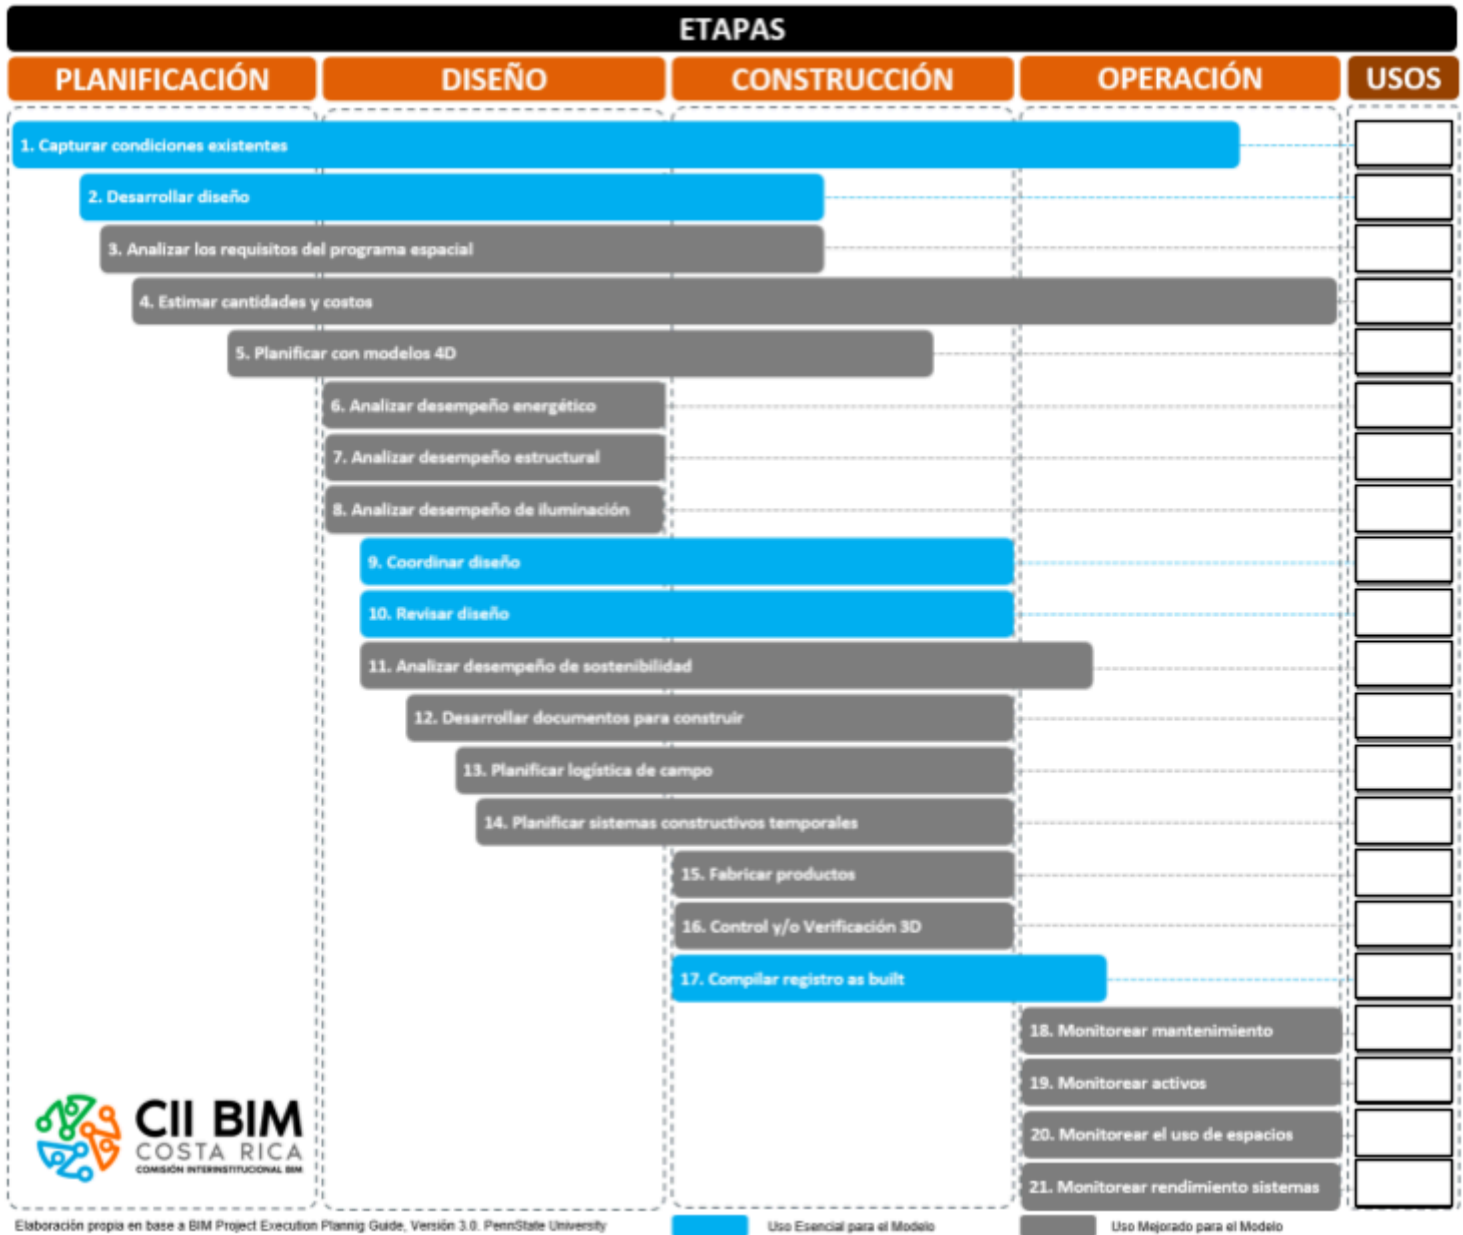 ETAPAS
PLANIFICACIÓN DISEÑO CONSTRUCCIÓN OPERACIÓN USOS
1. Capturar condiciones existentes
2. Desarrollar diseño
3. Analizar los requisitos del programa espacial
4. Estimar cantidades y costos
5. Planificar con modelos 4D
6. Analizar desempeño energético
7. Analizar desempeño estructural
8. Analizar desempeño de iluminación
9. Coordinar diseño
10. Revisar diseño
11. Analizar desempeño de sostenibilidad
12. Desarrollar documentos para construir
13. Planificar logística de campo
14. Planificar sistemas constructivos temporales
15. Fabricar productos
16. Control y/o Verificación 3D
17. Compilar registro as built
18. Monitorear mantenimiento
19. Monitorear activos
20. Monitorear el uso de espacios
21. Monitorear rendimiento sistemas
CII BIM
COSTA RICA
COMISIÓN INTERINSTITUCIONAL BIM
Elaboración propia en base a BIM Project Execution Plannig Guide, Versión 3.0. PennState University
Uso Esencial para el Modelo
Uso Mejorado para el Modelo